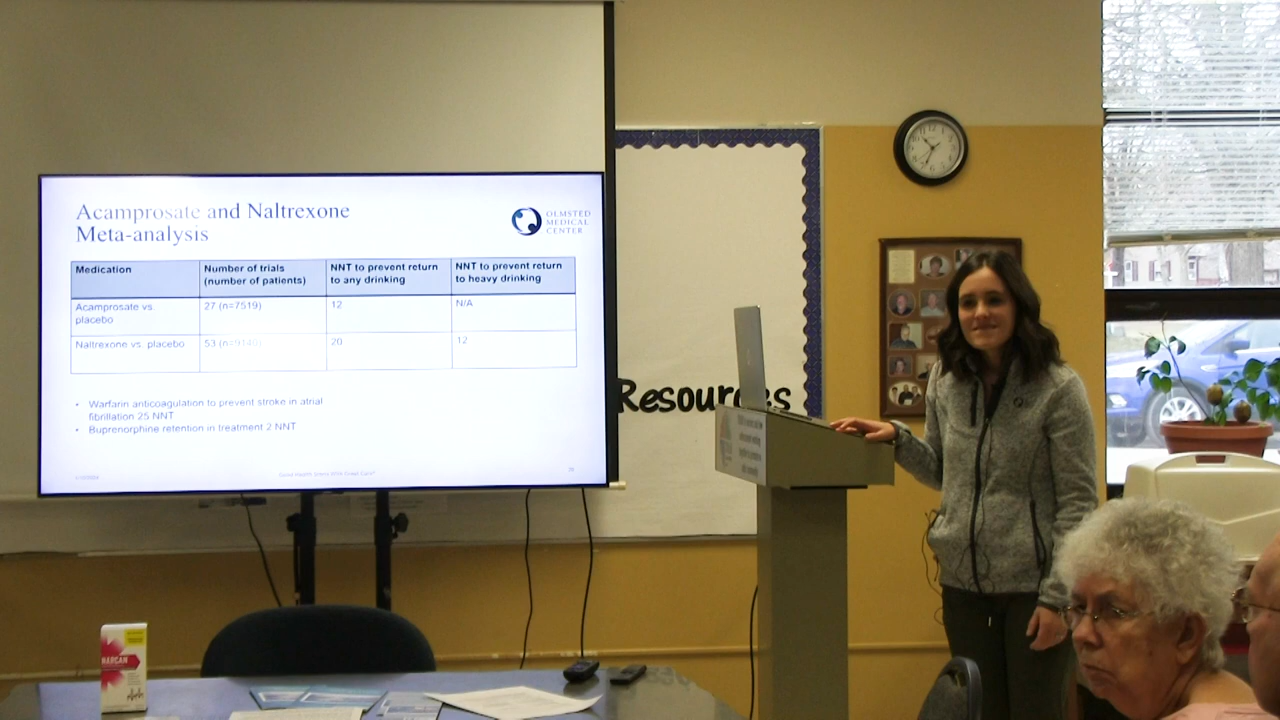 Acamprosate and Naltrexone
Meta-analysis
OLMSTED
MEDICAL
CENTER
Medication
Number of trials
(number of patients)
NNT to prevent return
to any drinking
NNT to prevent return
to heavy drinking
Acamprosate vs.
placebo
27 (n=7519)
12
N/A
Naltrexone vs. placebo
53 (n=9140)
20
12
• Warfarin anticoagulation to prevent stroke in atrial
fibrillation 25 NNT
• Buprenorphine retention in treatment 2 NNT
Resources
NARCAN